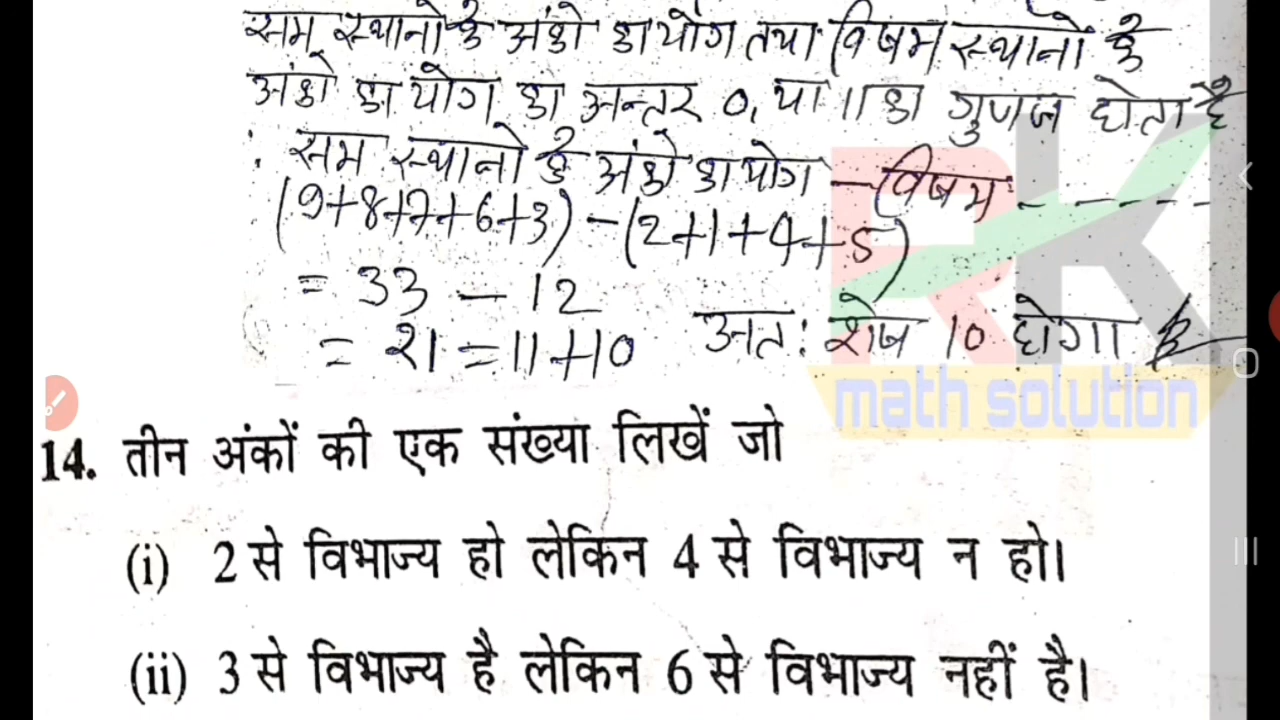 सम स्थानों के अंको का योग तथा विषम स्थानों के
अंको का योग का अन्तर 0, या 11 का गुणज होता है
: सम स्थानों के अंको का योग — विषम - - - - -
(9+8+7+6+3) - (2+1+4+5)
= 33 - 12
= 21 = 11+10 अत: शेष 10 होगा
RK
math solution
14. तीन अंकों की एक संख्या लिखें जो
(i) 2 से विभाज्य हो लेकिन 4 से विभाज्य न हो।
(ii) 3 से विभाज्य है लेकिन 6 से विभाज्य नहीं है।